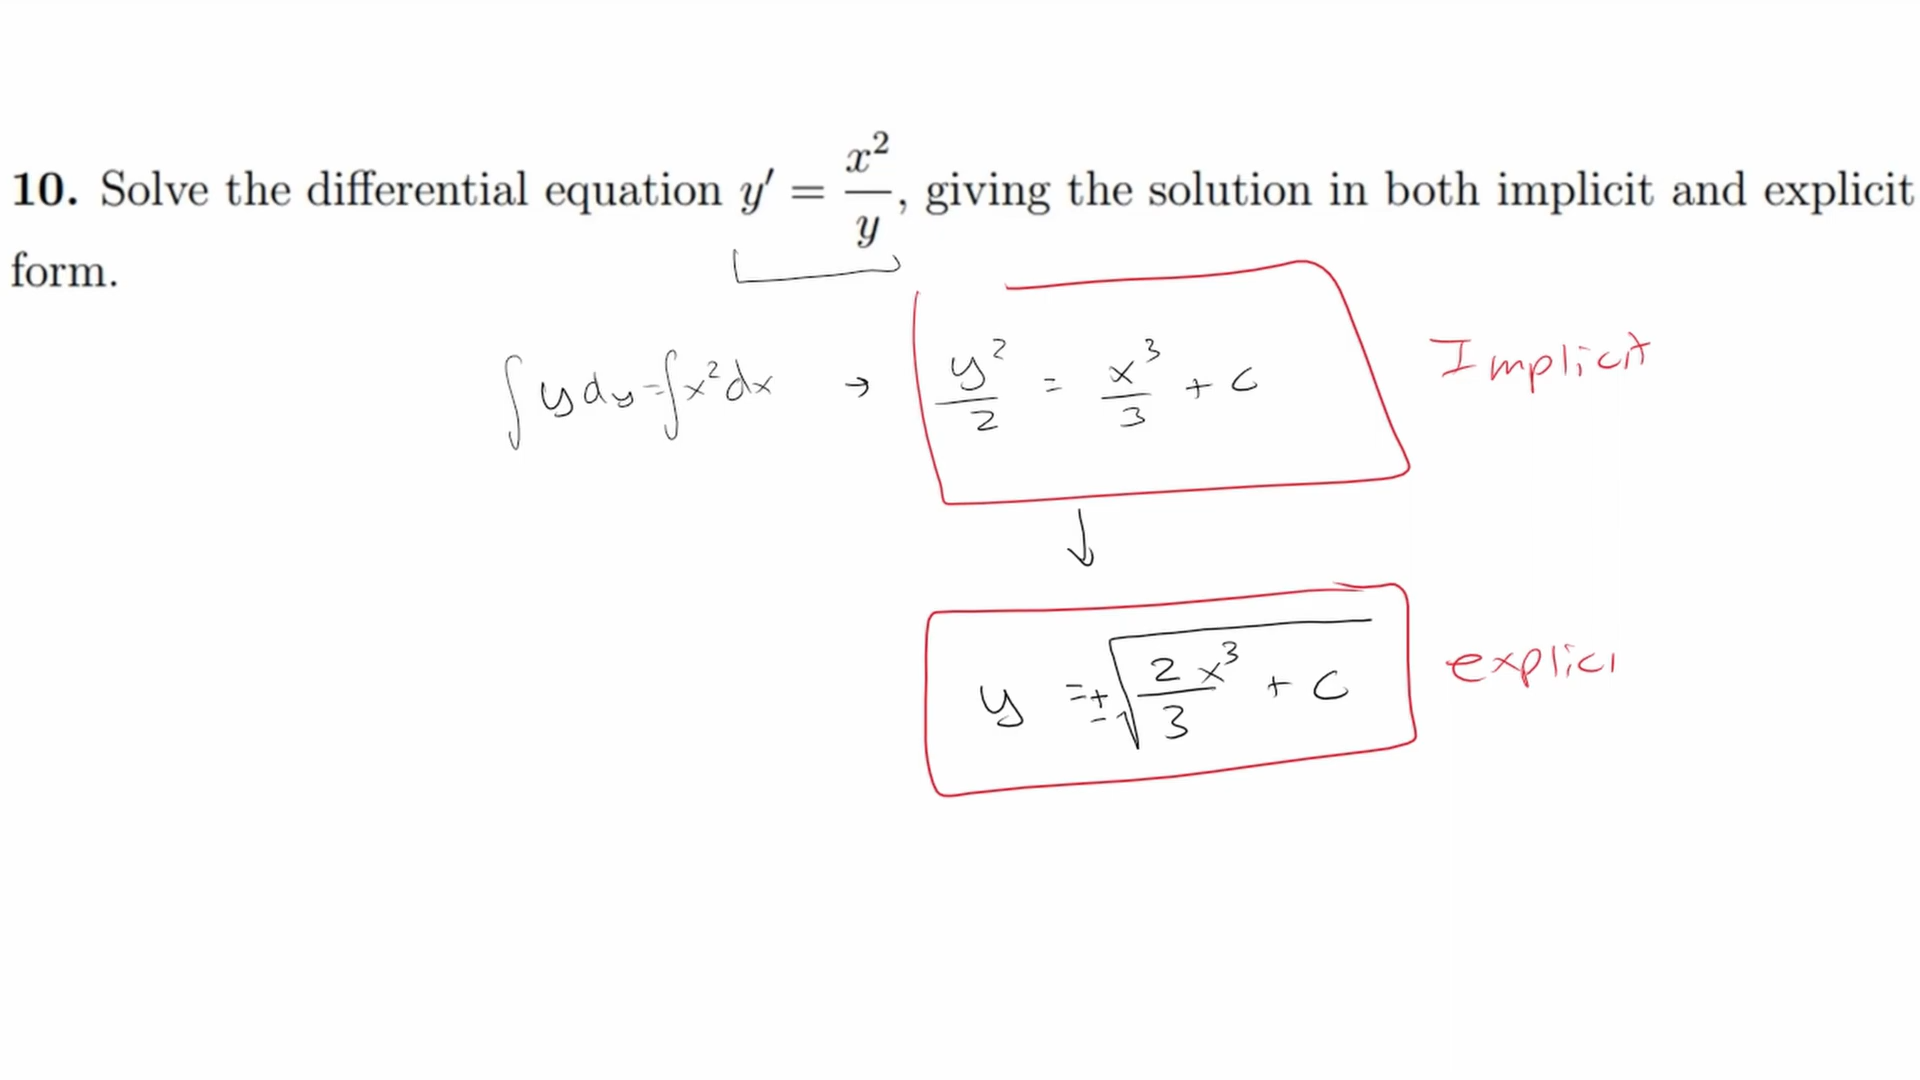 10. Solve the differential equation y′ = x²/y, giving the solution in both implicit and explicit
form.
∫ y dy = ∫ x² dx → y²/2 = x³/3 + C
Implicit
↓
y = ±√(2x³/3 + C)
explici